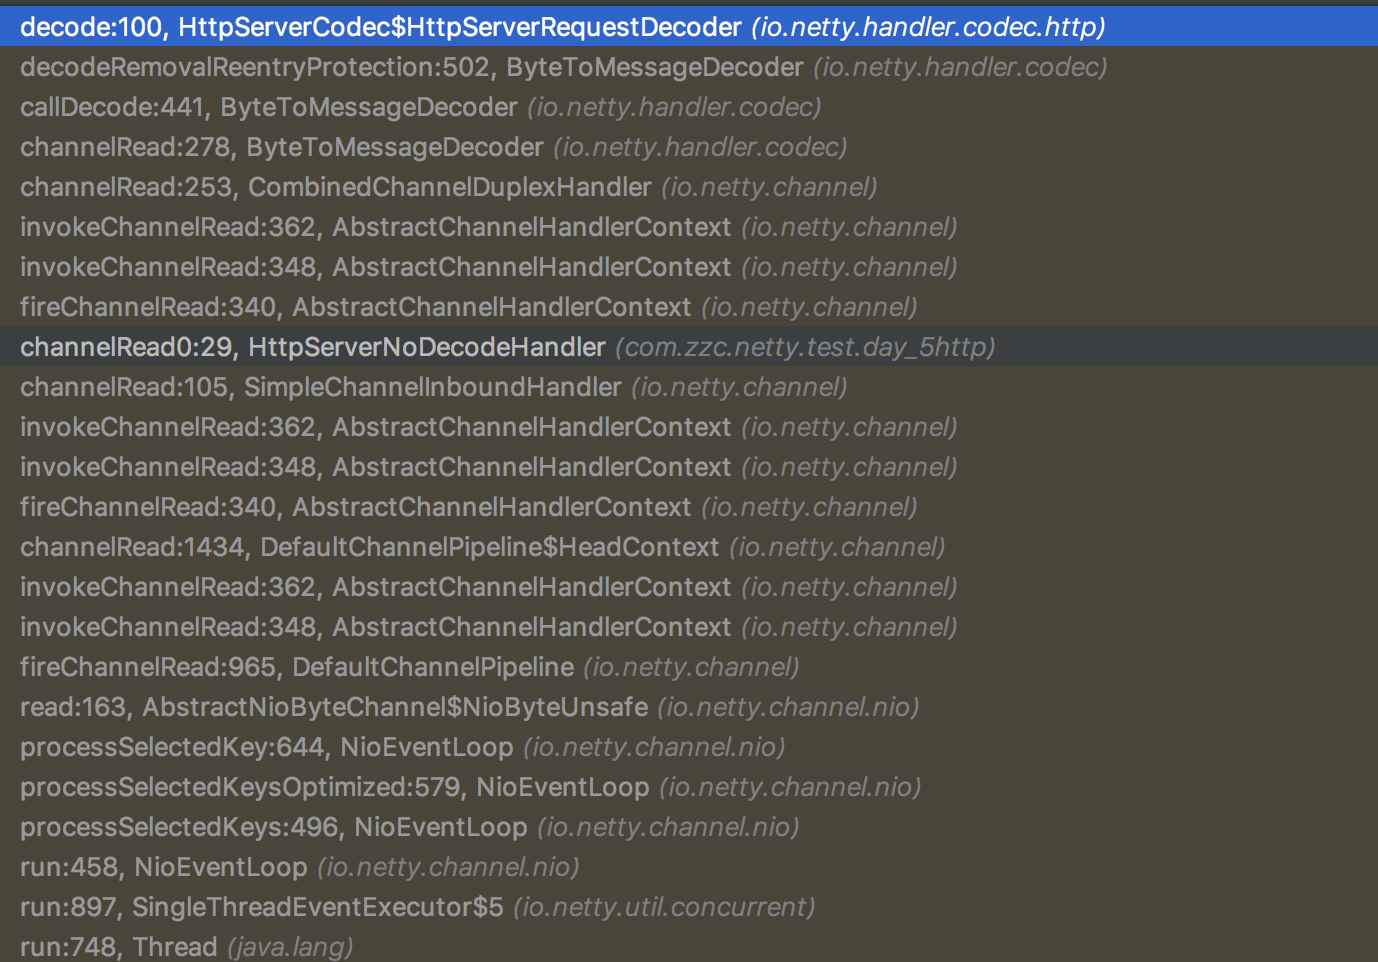 decode:100, HttpServerCodec$HttpServerRequestDecoder (io.netty.handler.codec.http)
decodeRemovalReentryProtection:502, ByteToMessageDecoder (io.netty.handler.codec)
callDecode:441, ByteToMessageDecoder (io.netty.handler.codec)
channelRead:278, ByteToMessageDecoder (io.netty.handler.codec)
channelRead:253, CombinedChannelDuplexHandler (io.netty.channel)
invokeChannelRead:362, AbstractChannelHandlerContext (io.netty.channel)
invokeChannelRead:348, AbstractChannelHandlerContext (io.netty.channel)
fireChannelRead:340, AbstractChannelHandlerContext (io.netty.channel)
channelRead0:29, HttpServerNoDecodeHandler (com.zzc.netty.test.day_5http)
channelRead:105, SimpleChannelInboundHandler (io.netty.channel)
invokeChannelRead:362, AbstractChannelHandlerContext (io.netty.channel)
invokeChannelRead:348, AbstractChannelHandlerContext (io.netty.channel)
fireChannelRead:340, AbstractChannelHandlerContext (io.netty.channel)
channelRead:1434, DefaultChannelPipeline$HeadContext (io.netty.channel)
invokeChannelRead:362, AbstractChannelHandlerContext (io.netty.channel)
invokeChannelRead:348, AbstractChannelHandlerContext (io.netty.channel)
fireChannelRead:965, DefaultChannelPipeline (io.netty.channel)
read:163, AbstractNioByteChannel$NioByteUnsafe (io.netty.channel.nio)
processSelectedKey:644, NioEventLoop (io.netty.channel.nio)
processSelectedKeysOptimized:579, NioEventLoop (io.netty.channel.nio)
processSelectedKeys:496, NioEventLoop (io.netty.channel.nio)
run:458, NioEventLoop (io.netty.channel.nio)
run:897, SingleThreadEventExecutor$5 (io.netty.util.concurrent)
run:748, Thread (java.lang)